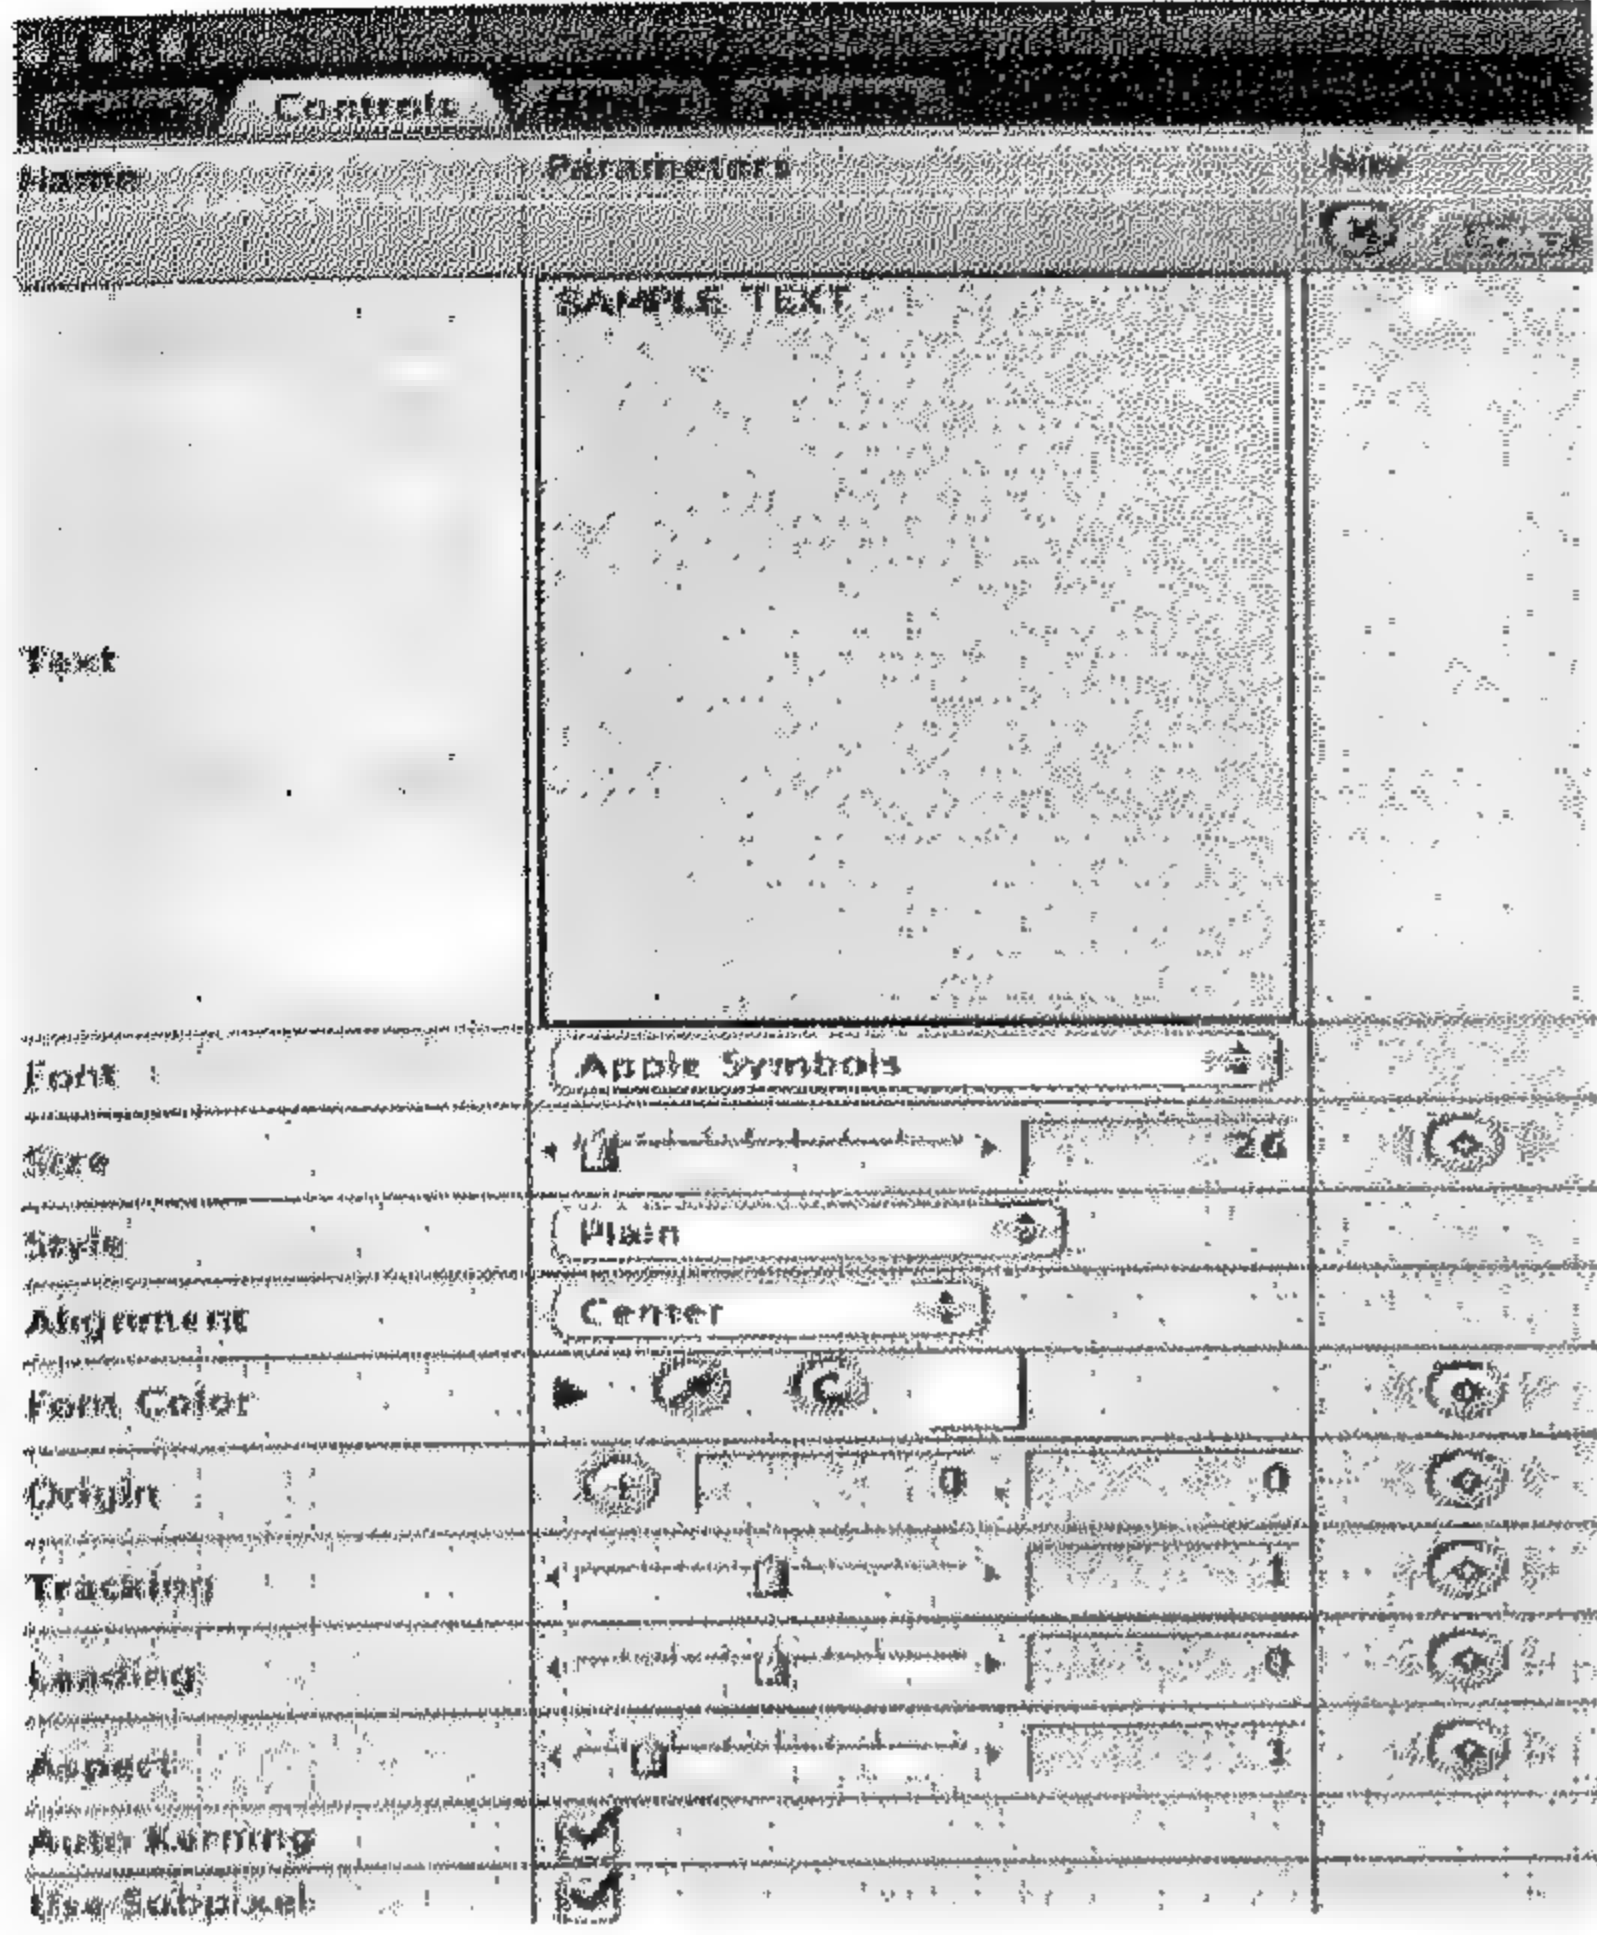 Controls
Name Parameters Nav
SAMPLE TEXT
Text
Font Apple Symbols
Size 26
Style Plain
Alignment Center
Font Color
Origin 0 0
Tracking 1
Leading 0
Aspect 1
Auto Kerning
Use Subpixel